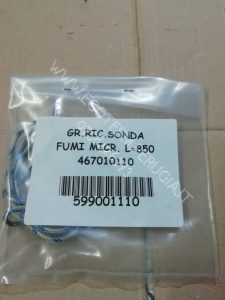 GR.RIC.SONDA
FUMI MICR. L=850
467010110
599001110